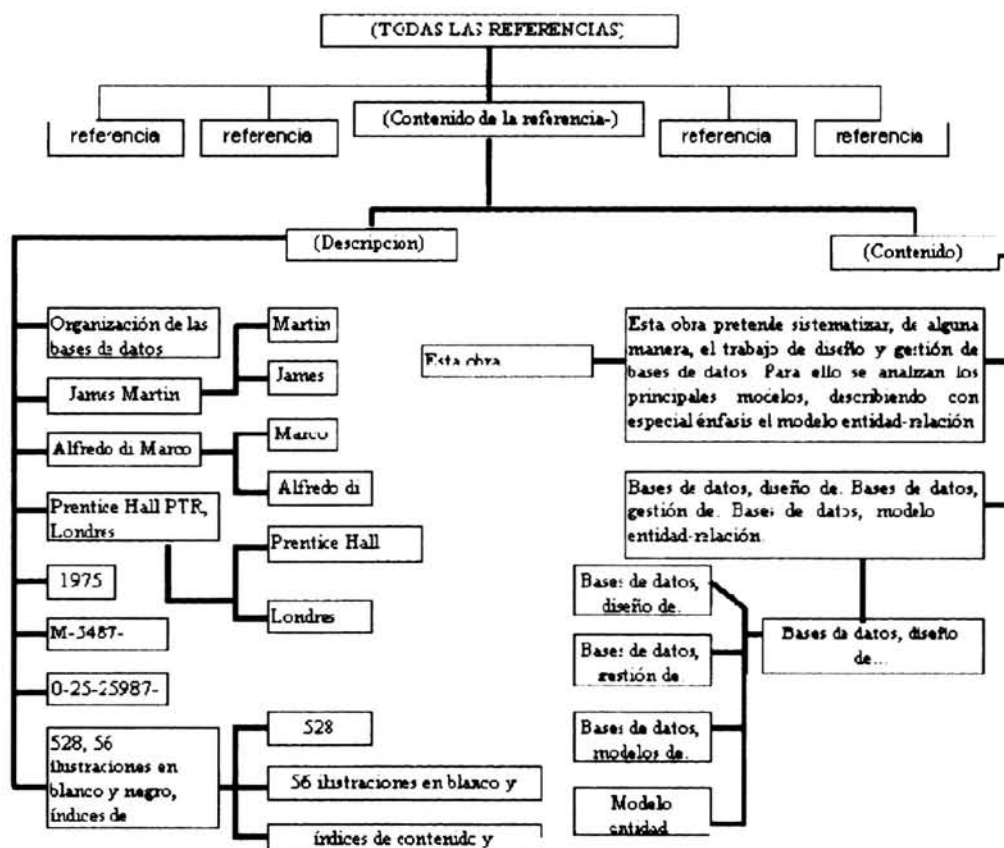 (TODAS LAS REFERENCIAS)
referencia
referencia
(Contenido de la referencia-)
referencia
referencia
(Descripcion)
(Contenido)
Organización de las
bases de datos
Martin
James
James Martin
Alfredo di Marco
Marco
Alfredo di
Prentice Hall PTR,
Londres
Prentice Hall
Londres
1975
M-3487-
0-25-25987-
528, 56
ilustraciones en
blanco y negro,
índices de
528
56 ilustraciones en blanco y
índices de contenido y
Esta obra
Esta obra pretende sistematizar, de alguna
manera, el trabajo de diseño y gestión de
bases de datos. Para ello se analizan los
principales modelos, describiendo con
especial énfasis el modelo entidad-relación
Bases de datos, diseño de. Bases de datos,
gestión de. Bases de datos, modelo
entidad-relación.
Bases de datos,
diseño de.
Bases de datos,
gestión de
Bases de datos,
modelos de.
Modelo
entidad
Bases de datos, diseño
de...